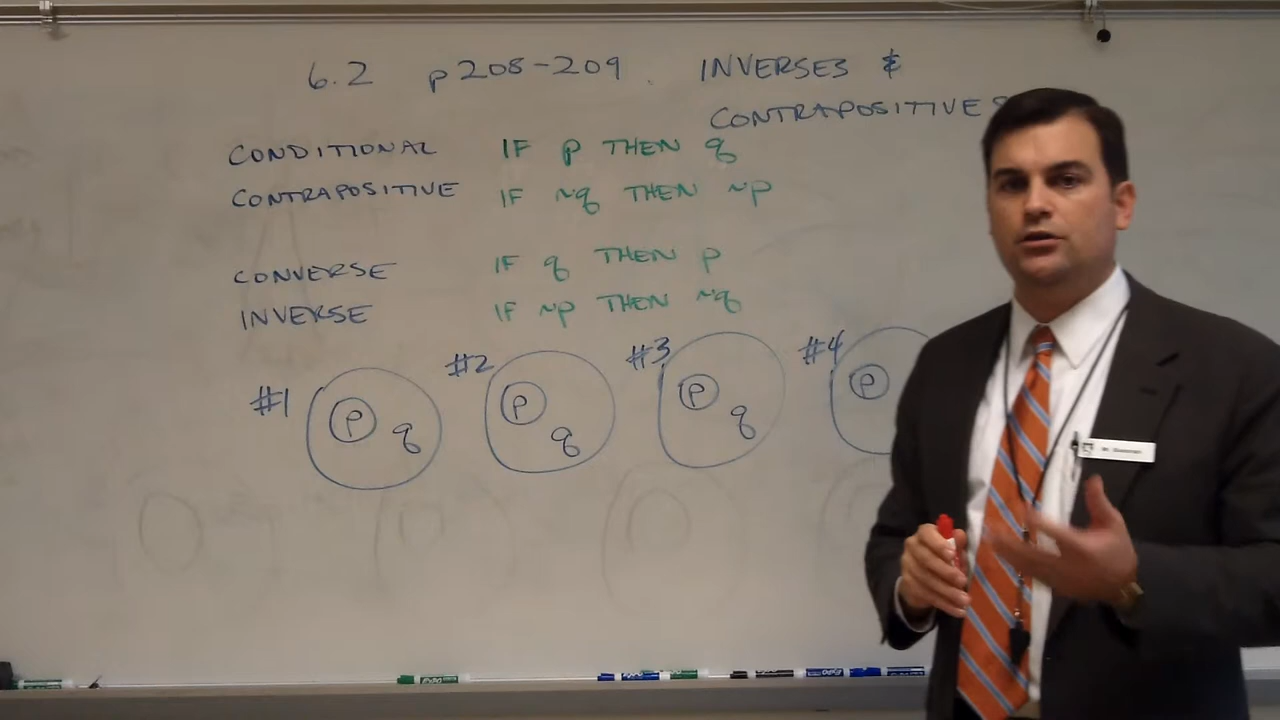 6.2 p208-209. INVERSES &
CONTRAPOSITIVES
CONDITIONAL IF p THEN q
CONTRAPOSITIVE IF ~q THEN ~p
CONVERSE IF q THEN p
INVERSE IF ~p THEN ~q
#1 p q
#2 p q
#3 p q
#4 p